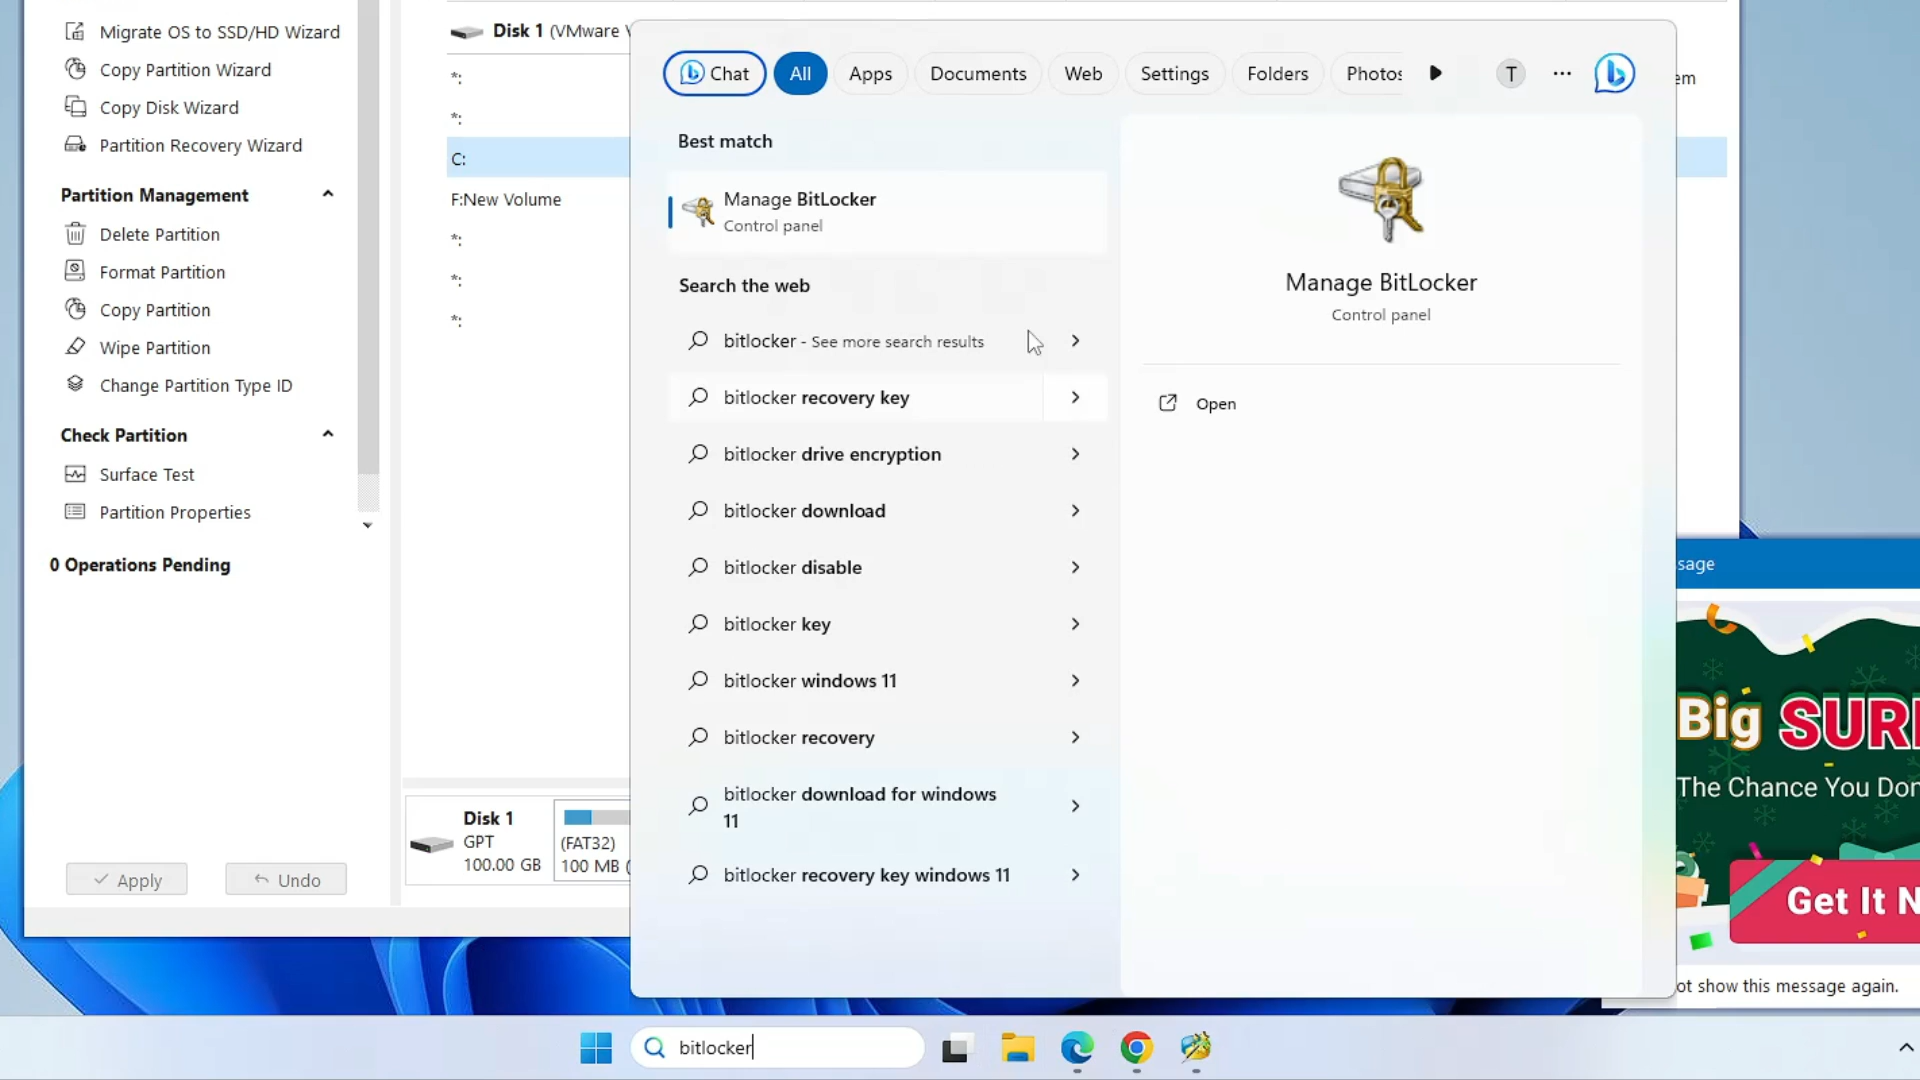 Migrate OS to SSD/HD Wizard
Copy Partition Wizard
Copy Disk Wizard
Partition Recovery Wizard
Partition Management
Delete Partition
Format Partition
Copy Partition
Wipe Partition
Change Partition Type ID
Check Partition
Surface Test
Partition Properties
0 Operations Pending
Apply
Undo
Disk 1 (VMware V
*:
*:
C:
F:New Volume
*:
*:
*:
Disk 1
GPT
100.00 GB
(FAT32)
100 MB (
Chat
All
Apps
Documents
Web
Settings
Folders
Photos
T
em
Best match
Manage BitLocker
Control panel
Search the web
bitlocker - See more search results
bitlocker recovery key
bitlocker drive encryption
bitlocker download
bitlocker disable
bitlocker key
bitlocker windows 11
bitlocker recovery
bitlocker download for windows
11
bitlocker recovery key windows 11
Manage BitLocker
Control panel
Open
sage
Big SUR
The Chance You Don
Get It N
ot show this message again.
bitlocker